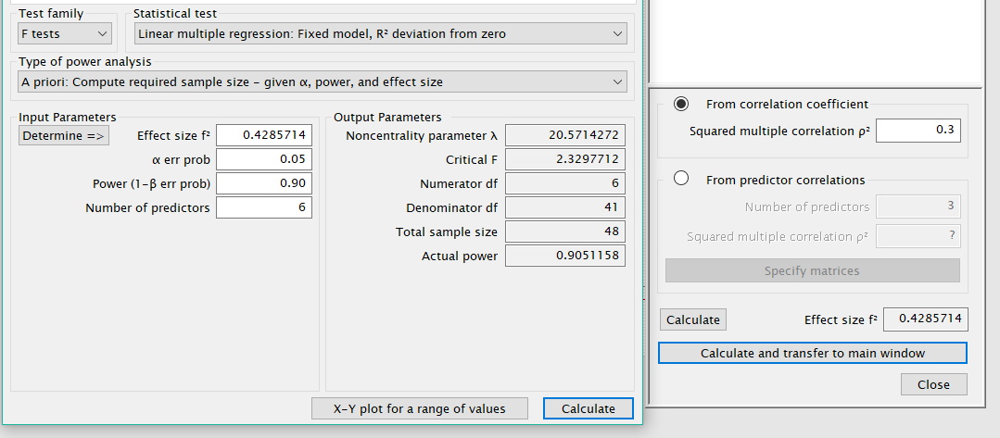 Test family
Statistical test
F tests
Linear multiple regression: Fixed model, R² deviation from zero
Type of power analysis
A priori: Compute required sample size – given α, power, and effect size
Input Parameters
Determine =>
Effect size f² 0.4285714
α err prob 0.05
Power (1-β err prob) 0.90
Number of predictors 6
Output Parameters
Noncentrality parameter λ 20.5714272
Critical F 2.3297712
Numerator df 6
Denominator df 41
Total sample size 48
Actual power 0.9051158
X-Y plot for a range of values
Calculate
From correlation coefficient
Squared multiple correlation ρ² 0.3
From predictor correlations
Number of predictors 3
Squared multiple correlation ρ² ?
Specify matrices
Calculate
Effect size f² 0.4285714
Calculate and transfer to main window
Close